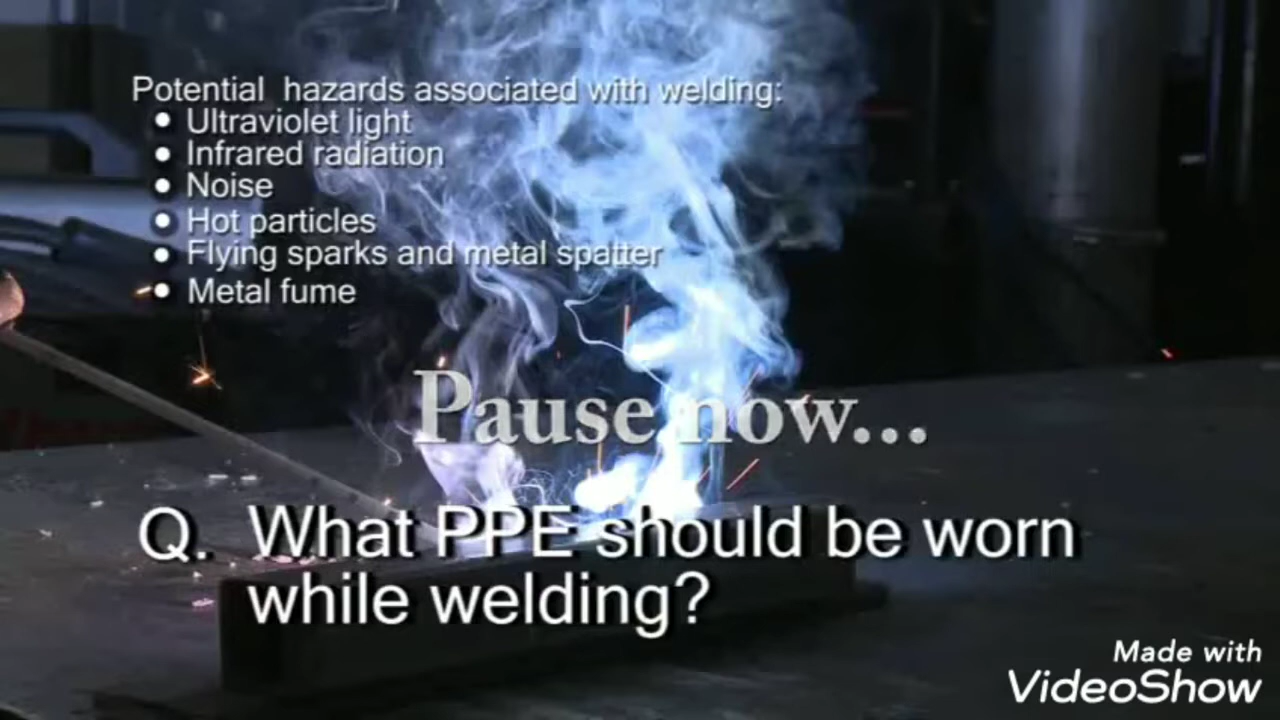 Potential hazards associated with welding:
• Ultraviolet light
• Infrared radiation
• Noise
• Hot particles
• Flying sparks and metal spatter
• Metal fume
Pause now...
Q. What PPE should be worn
while welding?
Made with
VideoShow